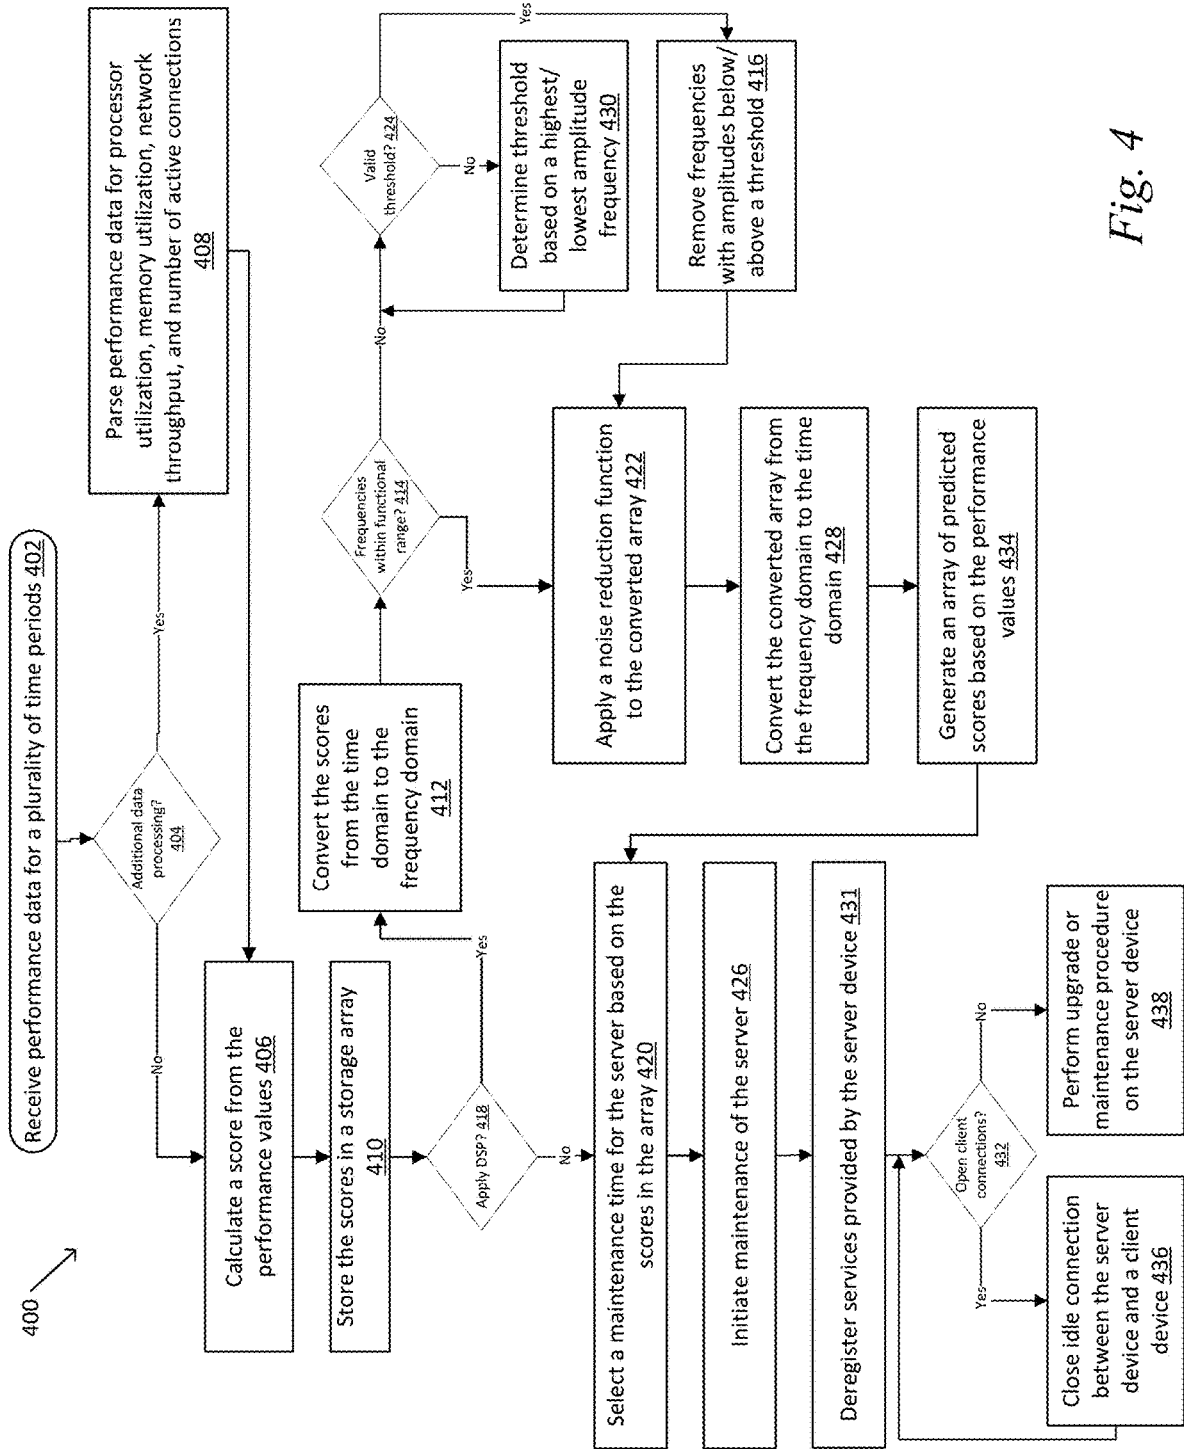 400
Receive performance data for a plurality of time periods 402
Additional data
processing?
404
Yes
No
Parse performance data for processor
utilization, memory utilization, network
throughput, and number of active connections
408
Calculate a score from the
performance values 406
Store the scores in a storage array
410
Apply DSP? 418
Yes
No
Convert the scores
from the time
domain to the
frequency domain
412
Frequencies
within functional
range? 414
No
Yes
Valid
threshold? 424
Yes
No
Determine threshold
based on a highest/
lowest amplitude
frequency 430
Remove frequencies
with amplitudes below/
above a threshold 416
Apply a noise reduction function
to the converted array 422
Convert the converted array from
the frequency domain to the time
domain 428
Generate an array of predicted
scores based on the performance
values 434
Select a maintenance time for the server based on the
scores in the array 420
Initiate maintenance of the server 426
Deregister services provided by the server device 431
Open client
connections?
432
Yes
No
Close idle connection
between the server
device and a client
device 436
Perform upgrade or
maintenance procedure
on the server device
438
Fig. 4